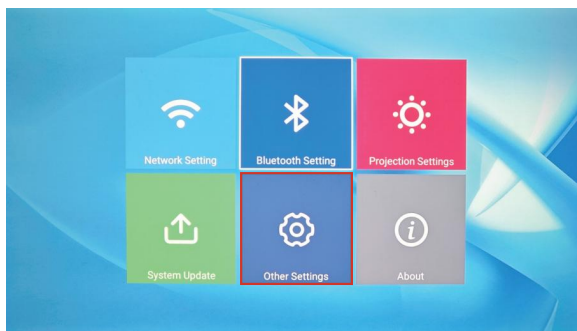 Network Setting
Bluetooth Setting
Projection Settings
System Update
Other Settings
About